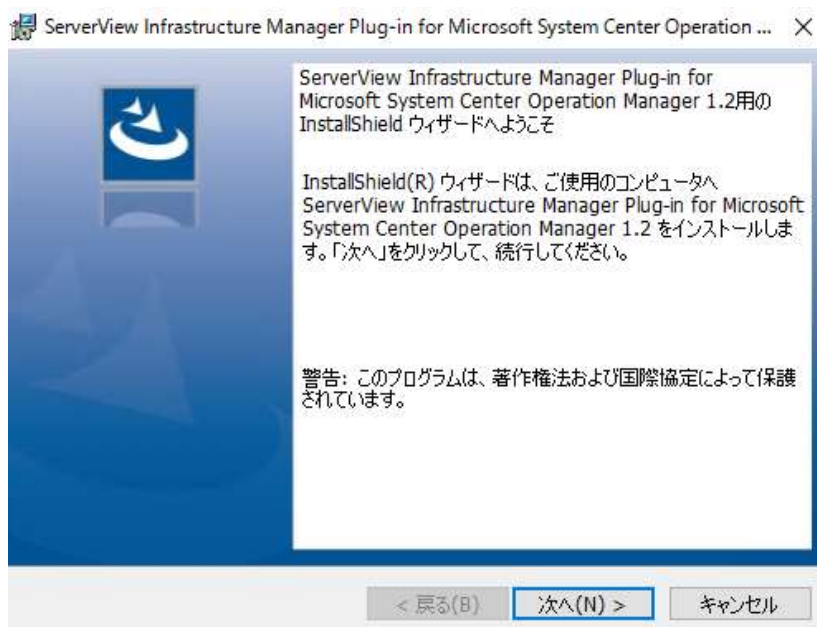 ServerView Infrastructure Manager Plug-in for Microsoft System Center Operation ...
ServerView Infrastructure Manager Plug-in for
Microsoft System Center Operation Manager 1.2用の
InstallShield ウィザードへようこそ
InstallShield(R) ウィザードは、ご使用のコンピュータへ
ServerView Infrastructure Manager Plug-in for Microsoft
System Center Operation Manager 1.2 をインストールしま
す。「次へ」をクリックして、続行してください。
警告: このプログラムは、著作権法および国際協定によって保護
されています。
< 戻る(B)
次へ(N) >
キャンセル